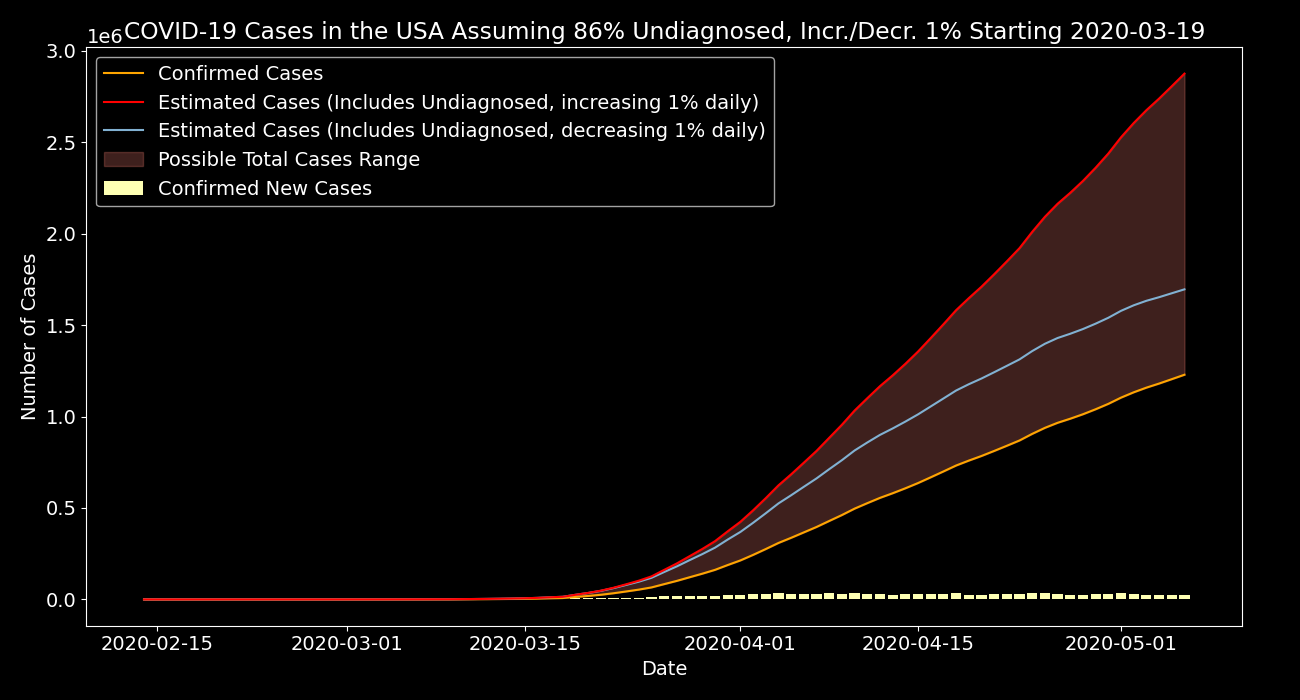 COVID-19 Cases in the USA Assuming 86% Undiagnosed, Incr./Decr. 1% Starting 2020-03-19
1e6
Confirmed Cases
Estimated Cases (Includes Undiagnosed, increasing 1% daily)
Estimated Cases (Includes Undiagnosed, decreasing 1% daily)
Possible Total Cases Range
Confirmed New Cases
3.0
2.5
2.0
1.5
1.0
0.5
0.0
Number of Cases
2020-02-15 2020-03-01 2020-03-15 2020-04-01 2020-04-15 2020-05-01
Date